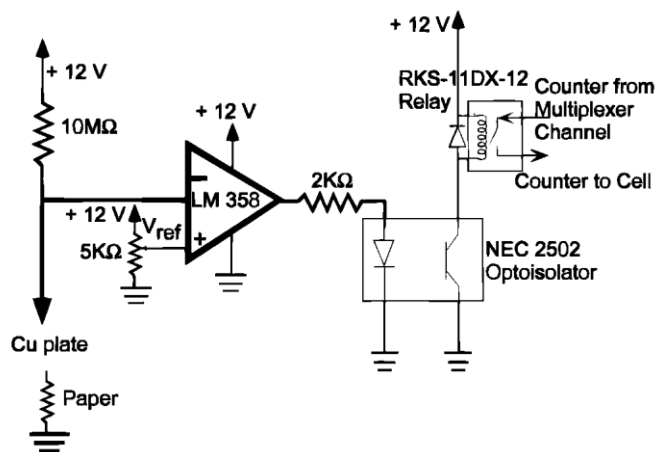 + 12 V
10MΩ
+ 12 V
V ref
5KΩ
Cu plate
Paper
+ 12 V
LM 358
2KΩ
+ 12 V
RKS-11DX-12
Relay
Counter from
Multiplexer
Channel
Counter to Cell
NEC 2502
Optoisolator